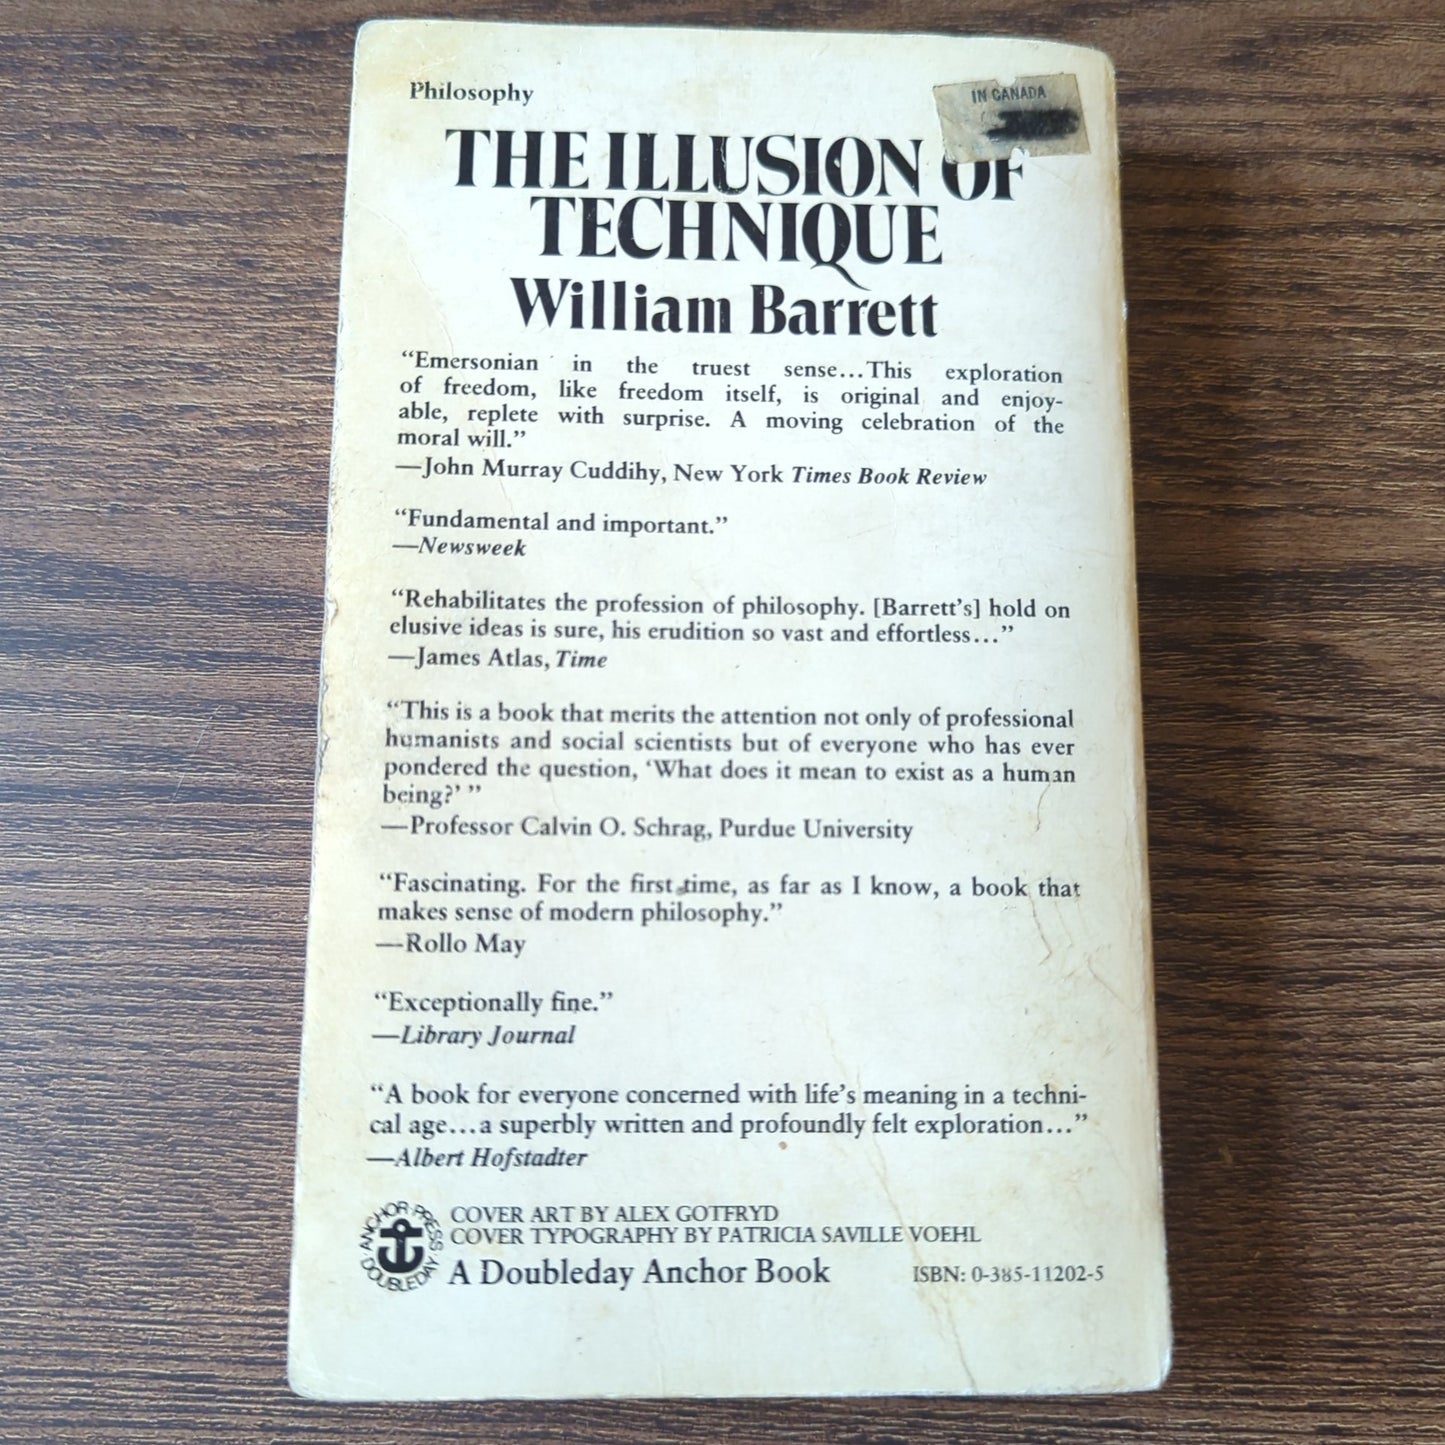 Philosophy
IN CANADA
THE ILLUSION OF
TECHNIQUE
William Barrett
“Emersonian in the truest sense...This exploration
of freedom, like freedom itself, is original and enjoy-
able, replete with surprise. A moving celebration of the
moral will.”
—John Murray Cuddihy, New York Times Book Review
“Fundamental and important.”
—Newsweek
“Rehabilitates the profession of philosophy. [Barrett’s] hold on
elusive ideas is sure, his erudition so vast and effortless...”
—James Atlas, Time
“This is a book that merits the attention not only of professional
humanists and social scientists but of everyone who has ever
pondered the question, ‘What does it mean to exist as a human
being?’ ”
—Professor Calvin O. Schrag, Purdue University
“Fascinating. For the first time, as far as I know, a book that
makes sense of modern philosophy.”
—Rollo May
“Exceptionally fine.”
—Library Journal
“A book for everyone concerned with life’s meaning in a techni-
cal age...a superbly written and profoundly felt exploration...”
—Albert Hofstadter
ANCHOR PRESS
DOUBLEDAY
COVER ART BY ALEX GOTFRYD
COVER TYPOGRAPHY BY PATRICIA SAVILLE VOEHL
A Doubleday Anchor Book
ISBN: 0-385-11202-5